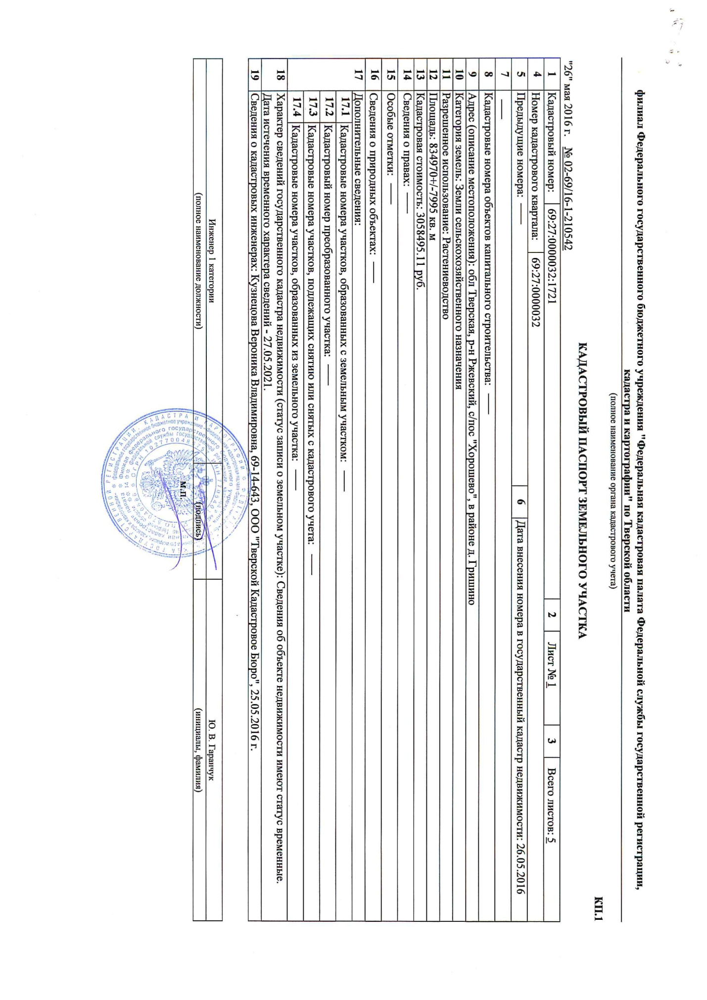 филиал Федерального государственного бюджетного учреждения "Федеральная кадастровая палата Федеральной службы государственной регистрации,
кадастра и картографии" по Тверской области
(полное наименование органа кадастрового учета)
КП.1
КАДАСТРОВЫЙ ПАСПОРТ ЗЕМЕЛЬНОГО УЧАСТКА
"26" мая 2016 г. № 02-69/16-1-210542
1 Кадастровый номер: 69:27:0000032:1721 2 Лист № 1 3 Всего листов: 5
4 Номер кадастрового квартала: 69:27:0000032
5 Предыдущие номера: —— 6 Дата внесения номера в государственный кадастр недвижимости: 26.05.2016
7 ——
8 Кадастровые номера объектов капитального строительства: ——
9 Адрес (описание местоположения): обл Тверская, р-н Ржевский, с/пос "Хорошево", в районе д. Гришино
10 Категория земель: Земли сельскохозяйственного назначения
11 Разрешенное использование: Растениеводство
12 Площадь: 834970+/-7995 кв. м
13 Кадастровая стоимость: 3058495.11 руб.
14 Сведения о правах: ——
15 Особые отметки: ——
16 Сведения о природных объектах: ——
17 Дополнительные сведения:
17.1 Кадастровые номера участков, образованных с земельным участком: ——
17.2 Кадастровый номер преобразованного участка: ——
17.3 Кадастровые номера участков, подлежащих снятию или снятых с кадастрового учета: ——
17.4 Кадастровые номера участков, образованных из земельного участка: ——
18 Характер сведений государственного кадастра недвижимости (статус записи о земельном участке): Сведения об объекте недвижимости имеют статус временные.
Дата истечения временного характера сведений - 27.05.2021.
19 Сведения о кадастровых инженерах: Кузнецова Вероника Владимировна, 69-14-643, ООО "Тверской Кадастровое Бюро", 25.05.2016 г.
Инженер 1 категории Ю. В. Гаранчук
(полное наименование должности) (подпись) (инициалы, фамилия)
М.П.